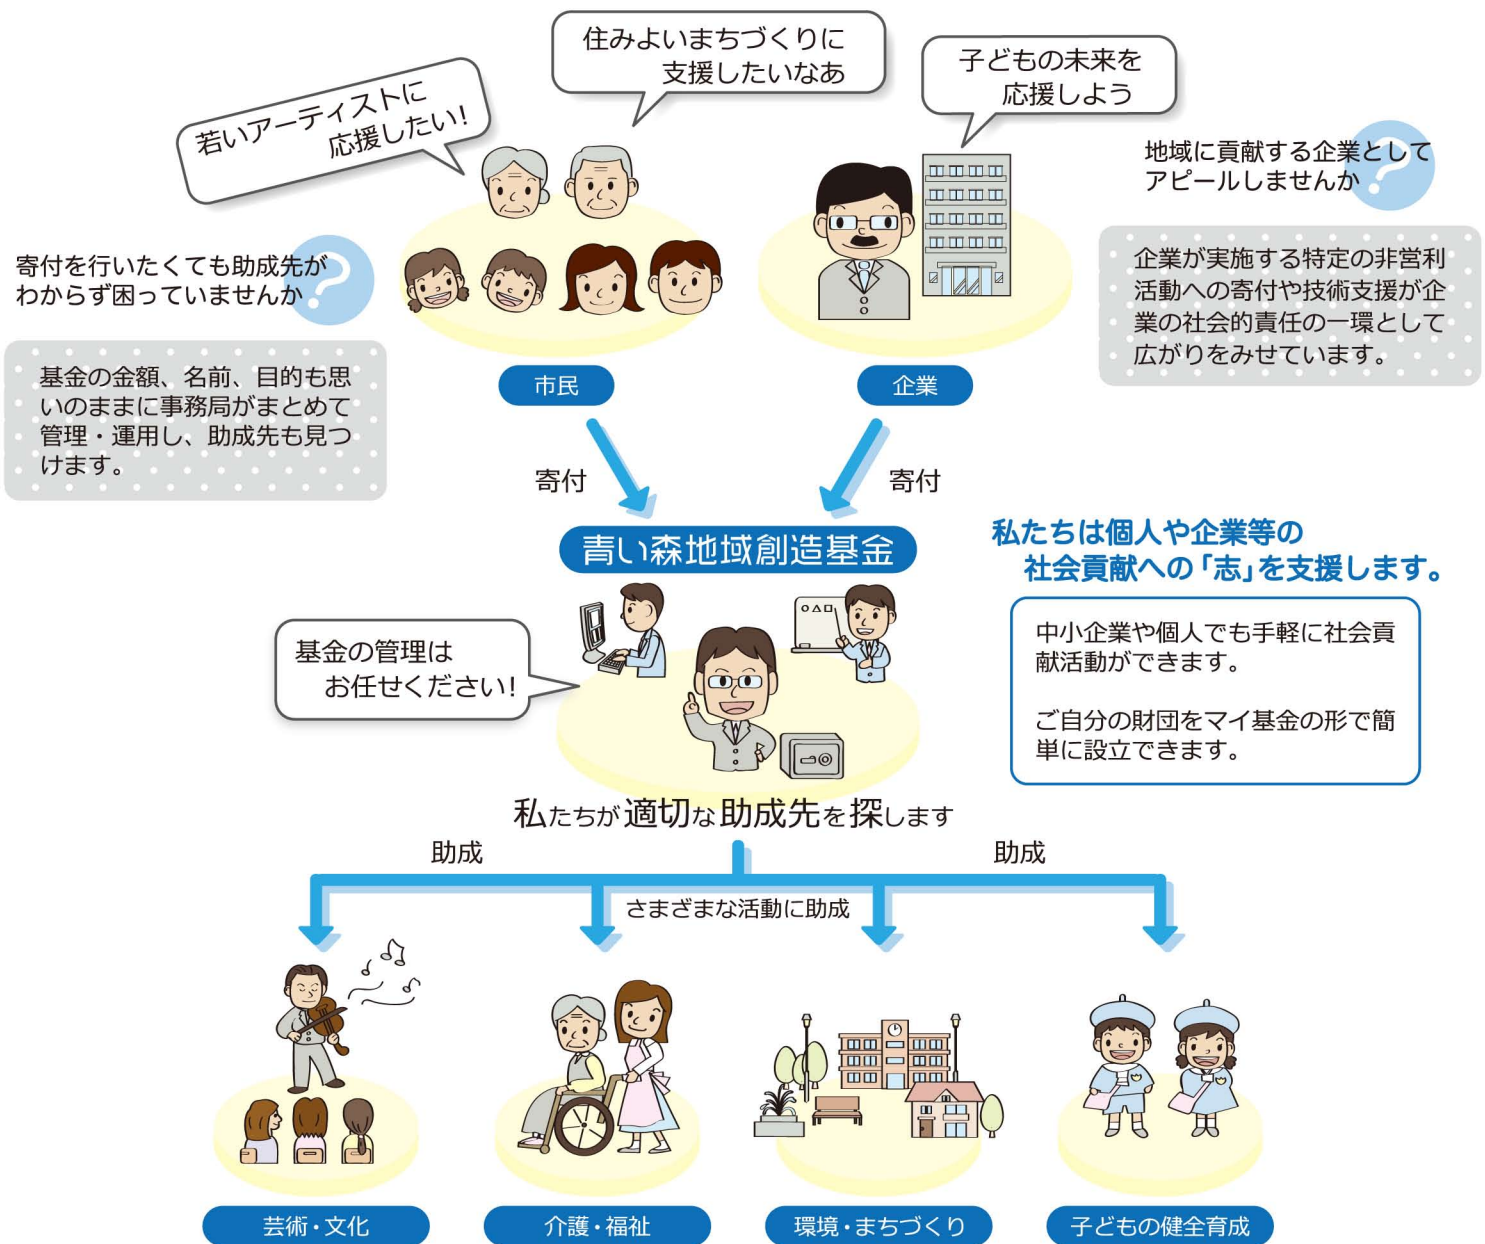 住みよいまちづくりに
支援したいなあ
子どもの未来を
応援しよう
若いアーティストに
応援したい!
地域に貢献する企業として
アピールしませんか
?
寄付を行いたくても助成先が
わからず困っていませんか
?
企業が実施する特定の非営利
活動への寄付や技術支援が企
業の社会的責任の一環として
広がりをみせています。
基金の金額、名前、目的も思
いのままに事務局がまとめて
管理・運用し、助成先も見つ
けます。
市民
企業
寄付
寄付
青い森地域創造基金
私たちは個人や企業等の
社会貢献への「志」を支援します。
中小企業や個人でも手軽に社会貢
献活動ができます。
ご自分の財団をマイ基金の形で簡
単に設立できます。
基金の管理は
お任せください!
○△□
私たちが適切な助成先を探します
助成
助成
さまざまな活動に助成
芸術・文化
介護・福祉
環境・まちづくり
子どもの健全育成